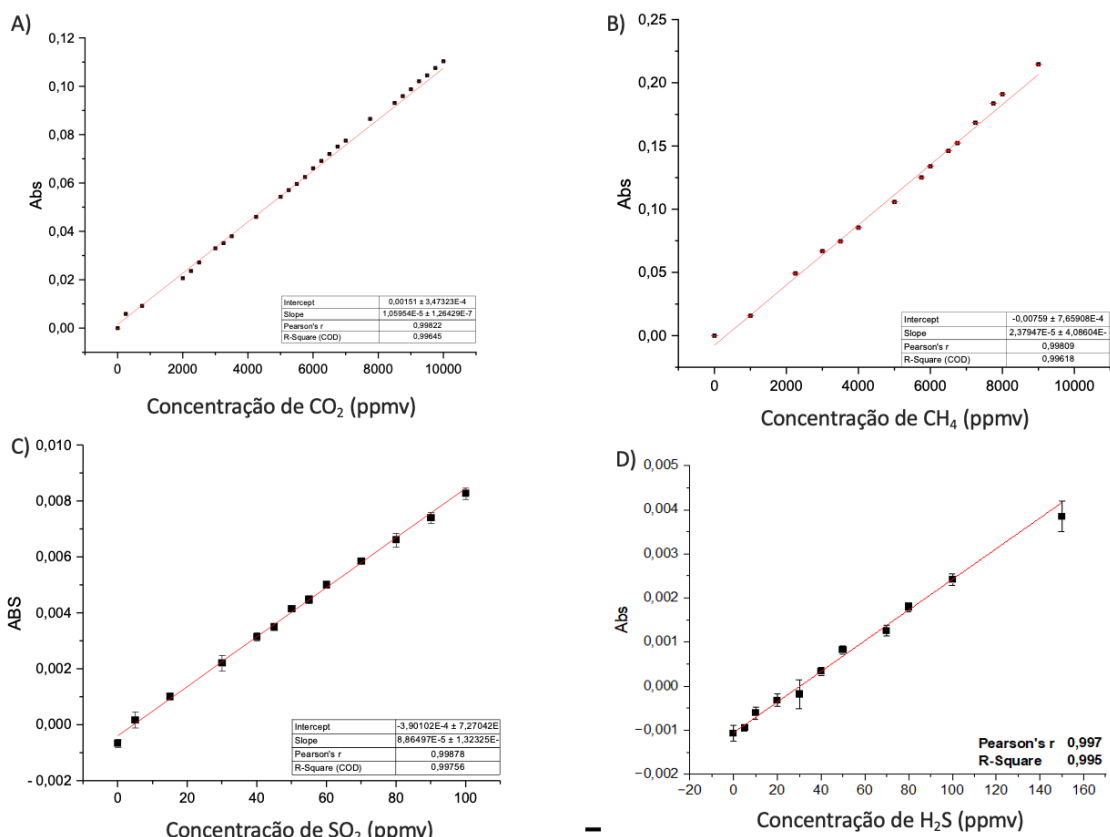 A)
0,12
0,10
0,08
0,06
0,04
0,02
0,00
Abs
0 2000 4000 6000 8000 10000
Concentração de CO₂ (ppmv)
Intercept 0,00151 ± 3,47323E-4
Slope 1,05954E-5 ± 1,26429E-7
Pearson's r 0,99822
R-Square (COD) 0,99645
B)
0,25
0,20
0,15
0,10
0,05
0,00
Abs
0 2000 4000 6000 8000 10000
Concentração de CH₄ (ppmv)
Intercept -0,00759 ± 7,65908E-4
Slope 2,37947E-5 ± 4,08604E-
Pearson's r 0,99809
R-Square (COD) 0,99618
C)
0,010
0,008
0,006
0,004
0,002
0,000
-0,002
ABS
0 20 40 60 80 100
Concentração de SO₂ (ppmv)
Intercept -3,90102E-4 ± 7,27042E
Slope 8,86497E-5 ± 1,32325E-
Pearson's r 0,99878
R-Square (COD) 0,99756
D)
0,005
0,004
0,003
0,002
0,001
0,000
-0,001
-0,002
Abs
-20 0 20 40 60 80 100 120 140 160
Concentração de H₂S (ppmv)
Pearson's r 0,997
R-Square 0,995